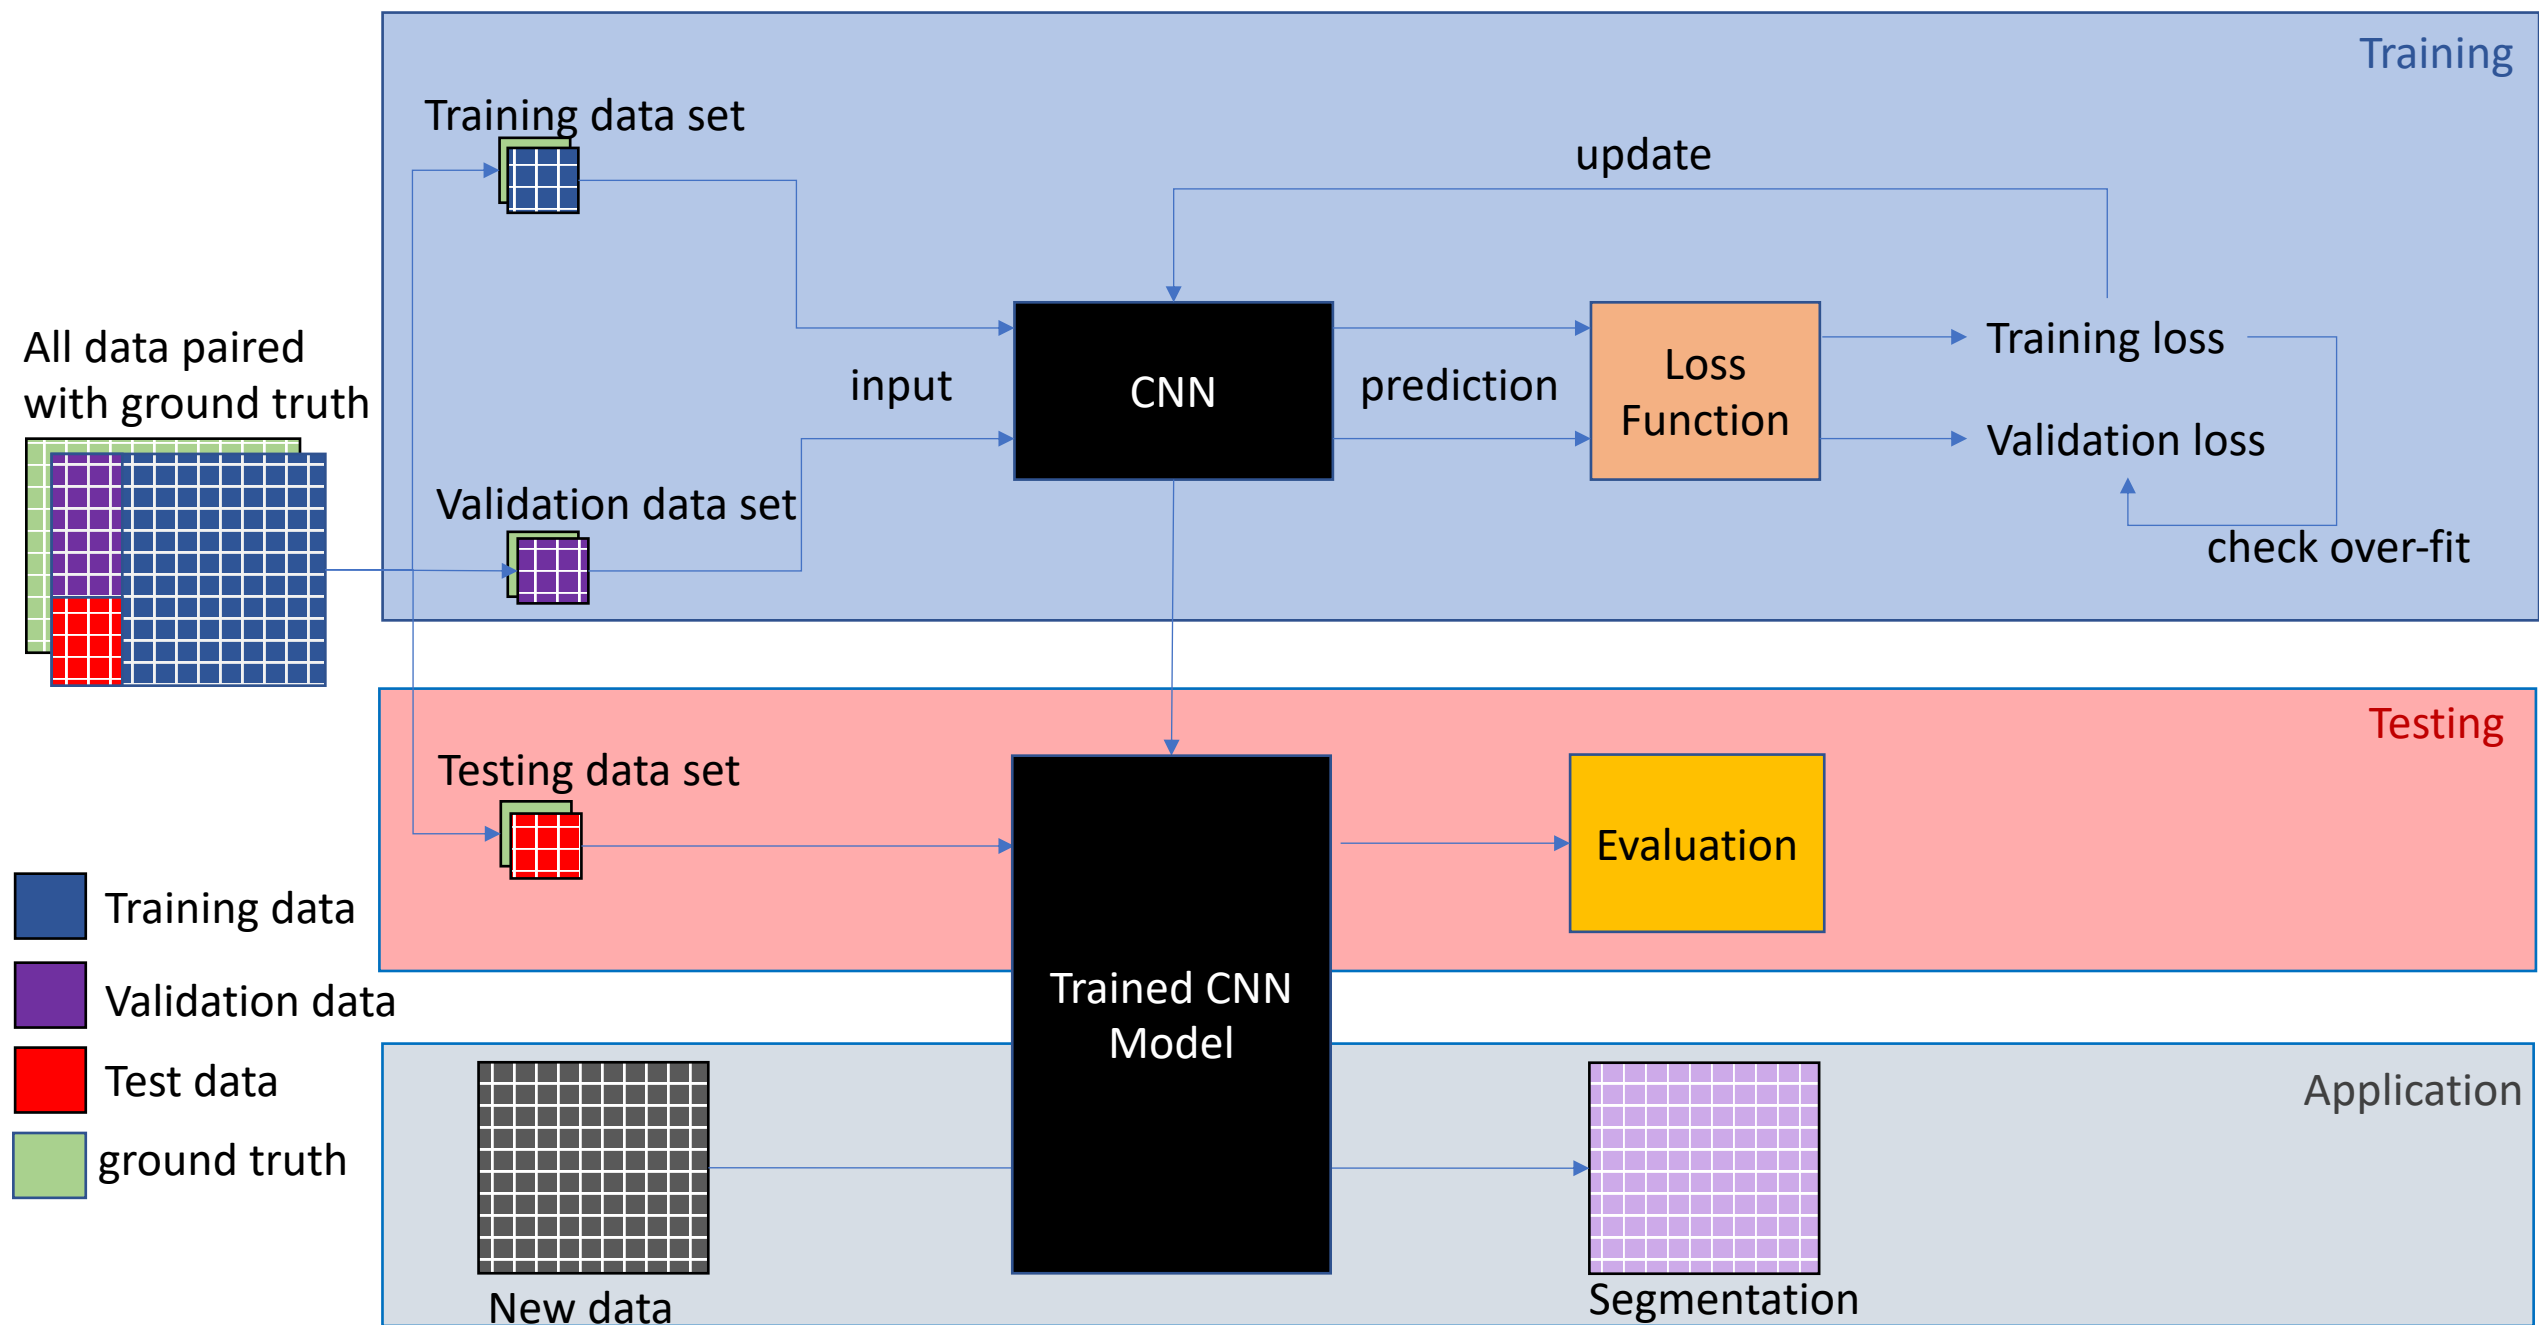 Training
Training data set
update
All data paired
with ground truth
input
CNN
prediction
Loss
Function
Training loss
Validation loss
Validation data set
check over-fit
Testing
Testing data set
Evaluation
Training data
Validation data
Test data
ground truth
Trained CNN
Model
Application
New data
Segmentation